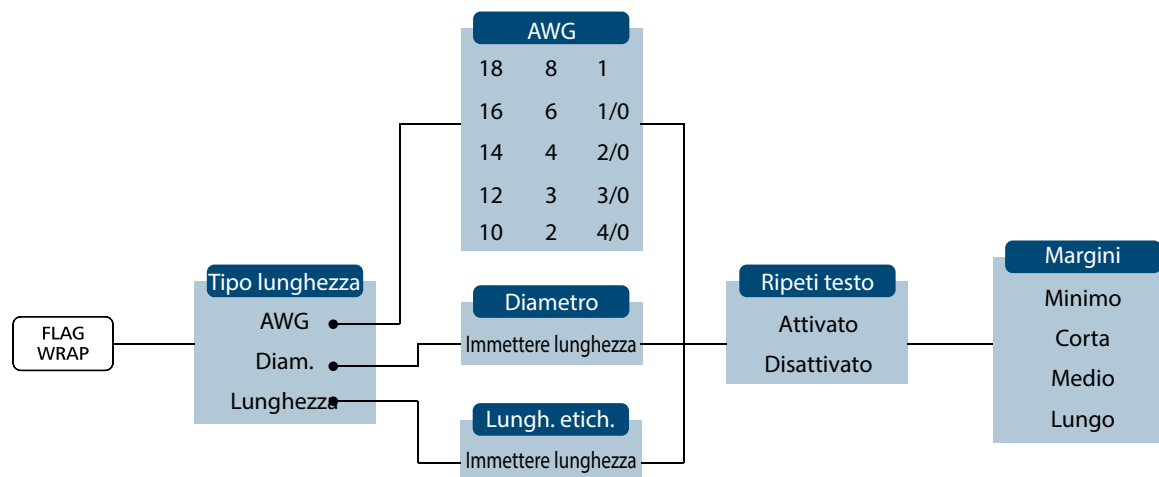 FLAG
WRAP
Tipo lunghezza
AWG
Diam.
Lunghezza
AWG
18 8 1
16 6 1/0
14 4 2/0
12 3 3/0
10 2 4/0
Diametro
Immettere lunghezza
Lungh. etich.
Immettere lunghezza
Ripeti testo
Attivato
Disattivato
Margini
Minimo
Corta
Medio
Lungo